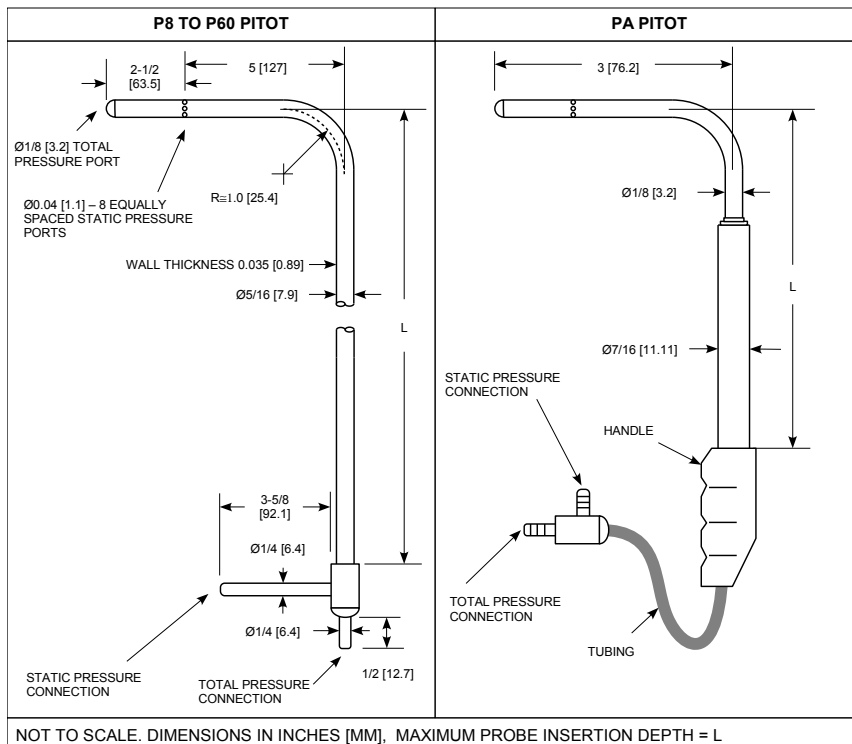 P8 TO P60 PITOT
PA PITOT
2-1/2
[63.5]
5 [127]
Ø1/8 [3.2] TOTAL
PRESSURE PORT
Ø0.04 [1.1] – 8 EQUALLY
SPACED STATIC PRESSURE
PORTS
R≅1.0 [25.4]
WALL THICKNESS 0.035 [0.89]
Ø5/16 [7.9]
L
3-5/8
[92.1]
Ø1/4 [6.4]
Ø1/4 [6.4]
1/2 [12.7]
STATIC PRESSURE
CONNECTION
TOTAL PRESSURE
CONNECTION
3 [76.2]
Ø1/8 [3.2]
L
Ø7/16 [11.11]
STATIC PRESSURE
CONNECTION
HANDLE
TOTAL PRESSURE
CONNECTION
TUBING
NOT TO SCALE. DIMENSIONS IN INCHES [MM], MAXIMUM PROBE INSERTION DEPTH = L